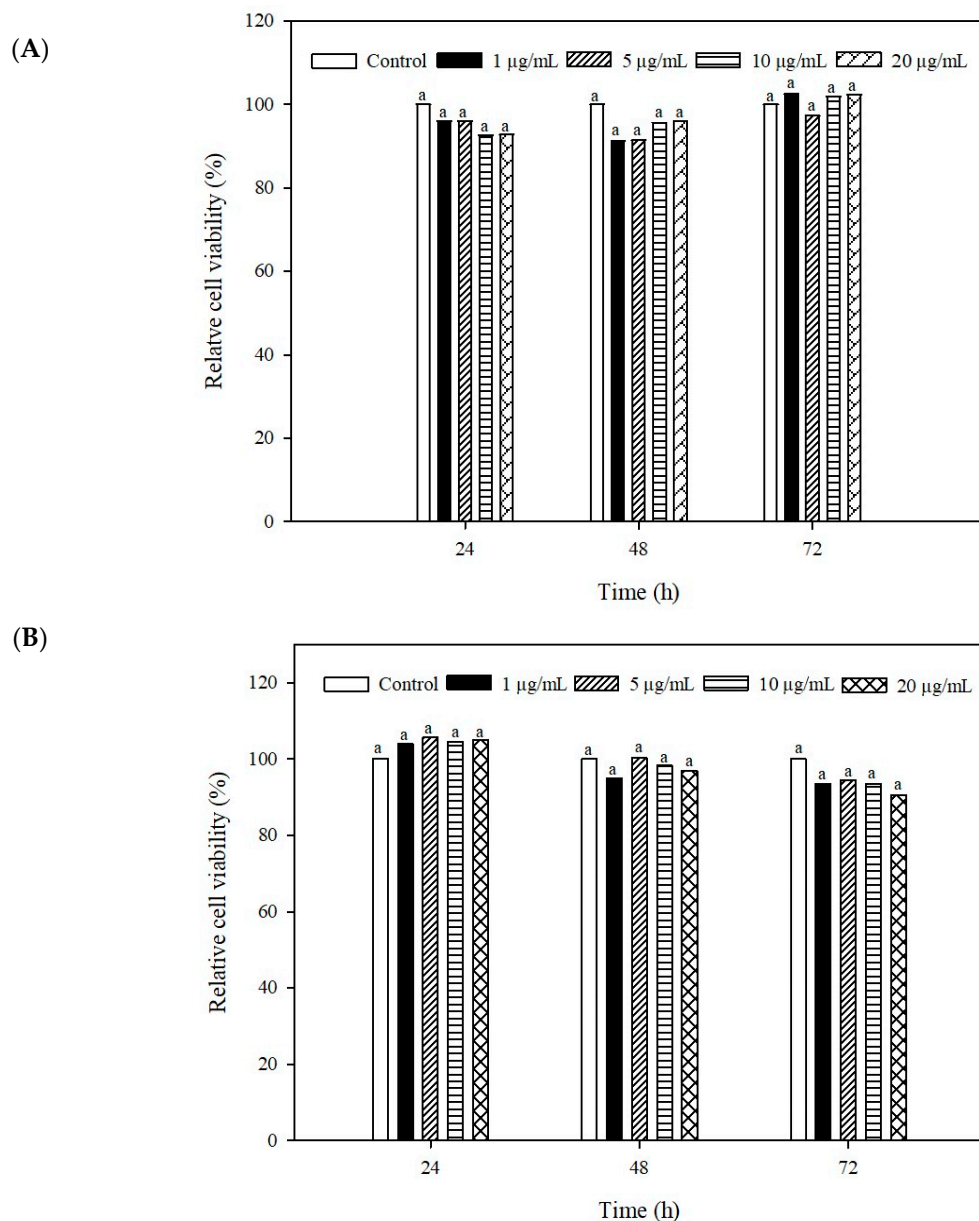 (A)
120
Control 1 µg/mL 5 µg/mL 10 µg/mL 20 µg/mL
100
80
60
40
20
0
Relatve cell viability (%)
a a a a a
a a a a a
a a a a a
24 48 72
Time (h)
(B)
120
Control 1 µg/mL 5 µg/mL 10 µg/mL 20 µg/mL
100
80
60
40
20
0
Relative cell viability (%)
a a a a a
a a a a a
a a a a a
24 48 72
Time (h)